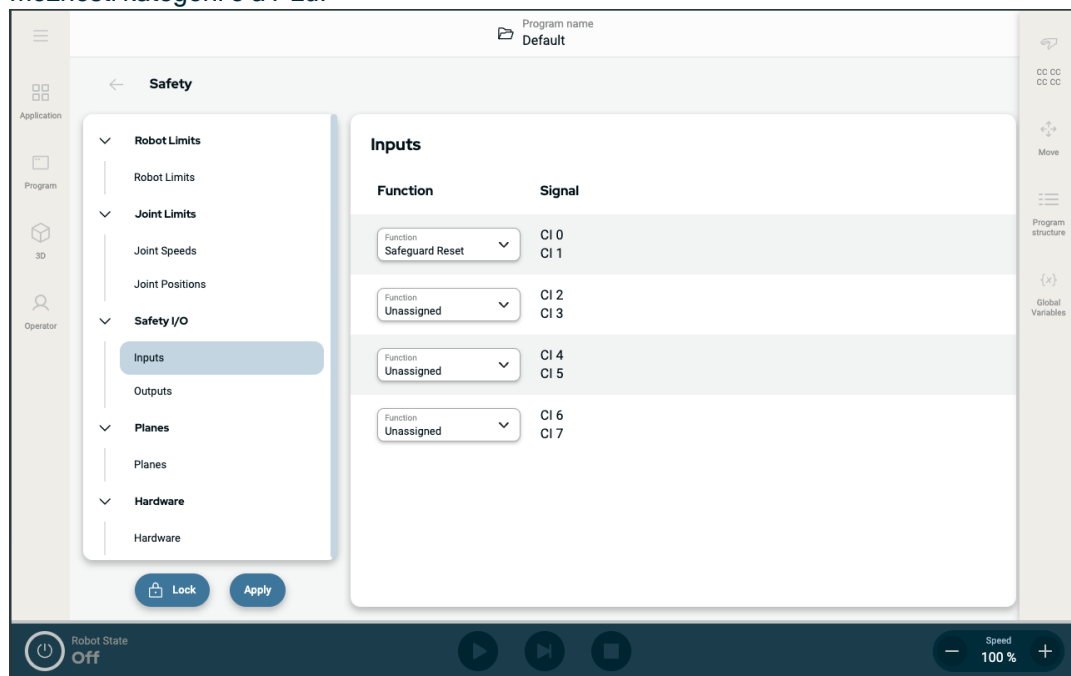 Program name
Default
Safety
Application
Program
3D
Operator
Robot Limits
Robot Limits
Joint Limits
Joint Speeds
Joint Positions
Safety I/O
Inputs
Outputs
Planes
Planes
Hardware
Hardware
Lock
Apply
Inputs
Function Signal
Function
Safeguard Reset
CI 0
CI 1
Function
Unassigned
CI 2
CI 3
Function
Unassigned
CI 4
CI 5
Function
Unassigned
CI 6
CI 7
CC CC
CC CC
Move
Program
structure
{x}
Global
Variables
Robot State
Off
Speed
100 %